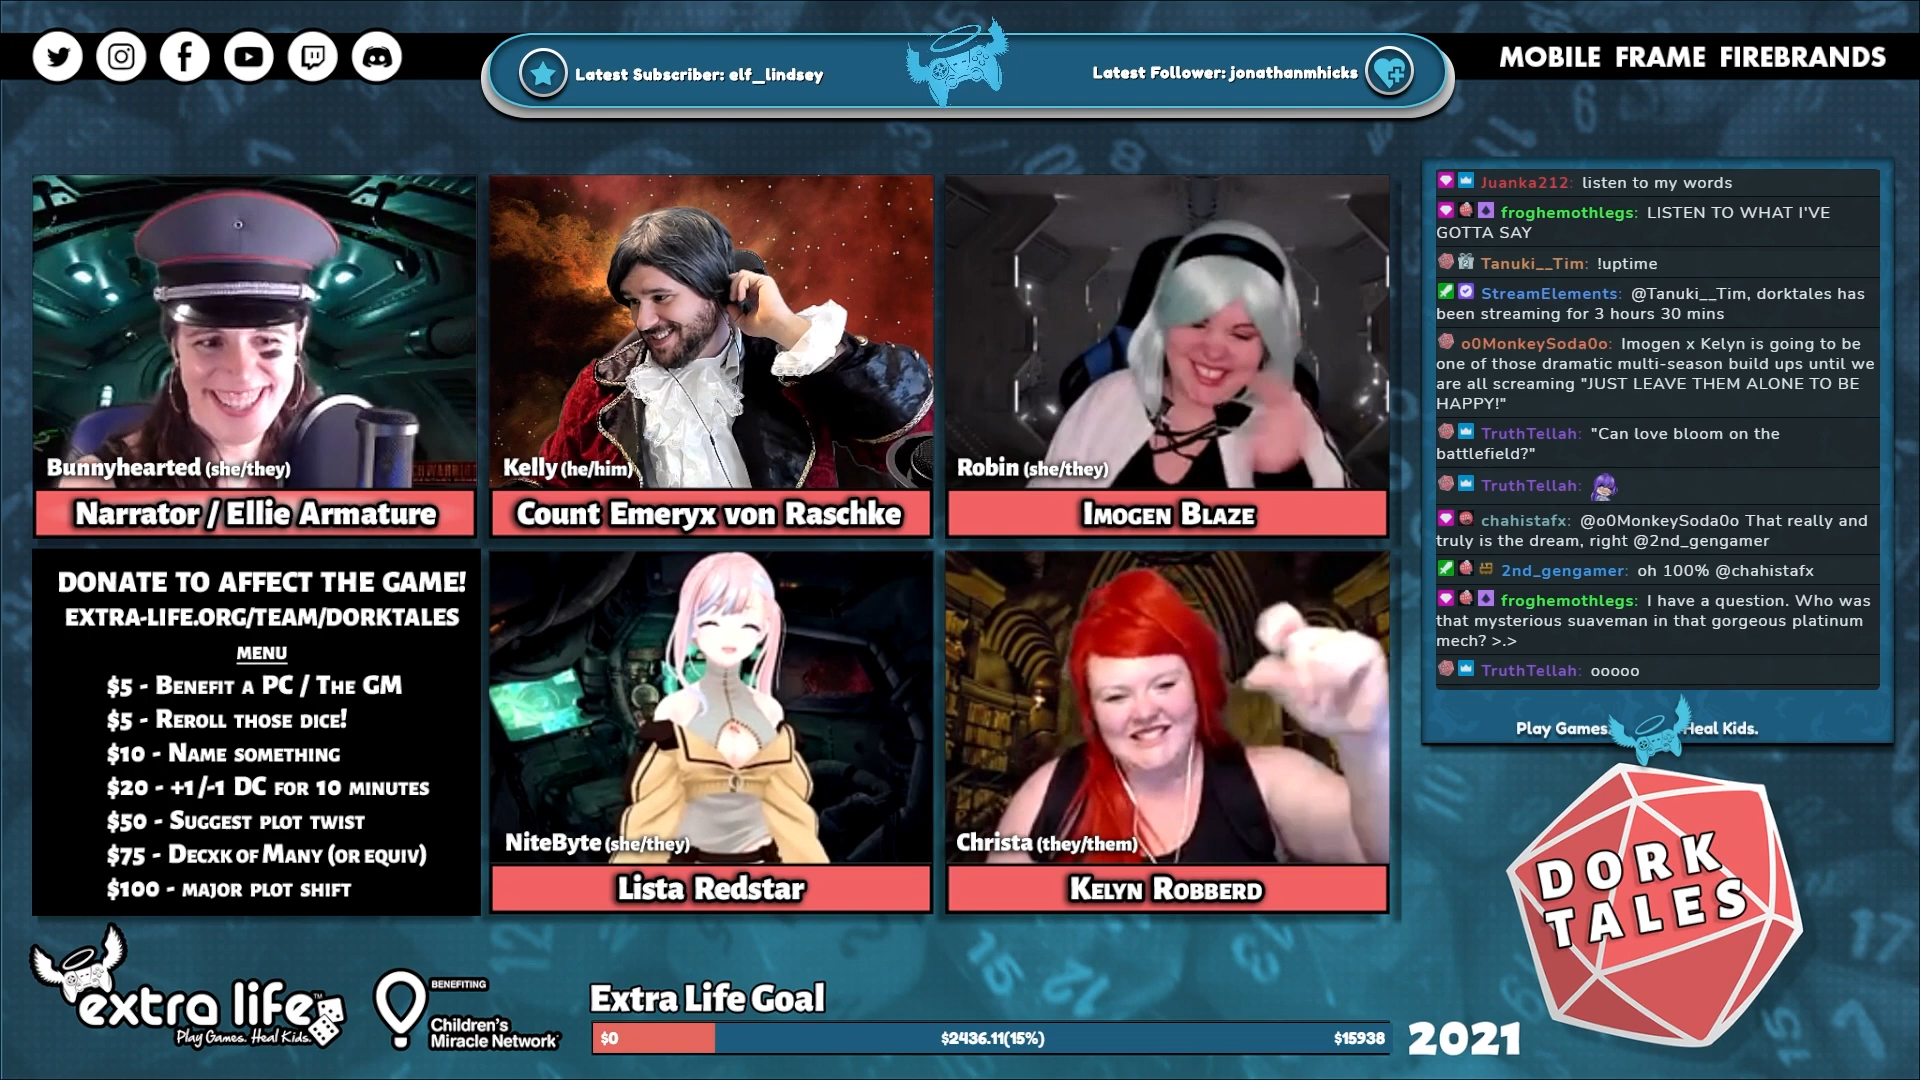 Latest Subscriber: elf_lindsey
Latest Follower: jonathanmhicks
MOBILE FRAME FIREBRANDS
Bunnyhearted (she/they)
Narrator / Ellie Armature
Kelly (he/him)
Count Emeryx von Raschke
Robin (she/they)
Imogen Blaze
DONATE TO AFFECT THE GAME!
EXTRA-LIFE.ORG/TEAM/DORKTALES
MENU
$5 - Benefit a PC / The GM
$5 - Reroll those dice!
$10 - Name something
$20 - +1/-1 DC for 10 minutes
$50 - Suggest plot twist
$75 - Decxk of Many (or equiv)
$100 - major plot shift
NiteByte (she/they)
Lista Redstar
Christa (they/them)
Kelyn Robberd
Juanka212: listen to my words
froghemothlegs: LISTEN TO WHAT I'VE
GOTTA SAY
Tanuki__Tim: !uptime
StreamElements: @Tanuki__Tim, dorktales has
been streaming for 3 hours 30 mins
o0MonkeySoda0o: Imogen x Kelyn is going to be
one of those dramatic multi-season build ups until we
are all screaming "JUST LEAVE THEM ALONE TO BE
HAPPY!"
TruthTellah: "Can love bloom on the
battlefield?"
TruthTellah:
chahistafx: @o0MonkeySoda0o That really and
truly is the dream, right @2nd_gengamer
2nd_gengamer: oh 100% @chahistafx
froghemothlegs: I have a question. Who was
that mysterious suaveman in that gorgeous platinum
mech? >.>
TruthTellah: ooooo
Play Games. Heal Kids.
DORK
TALES
extra life
Play Games. Heal Kids.
BENEFITING
Children's
Miracle Network
Extra Life Goal
$0
$2436.11(15%)
$15938
2021